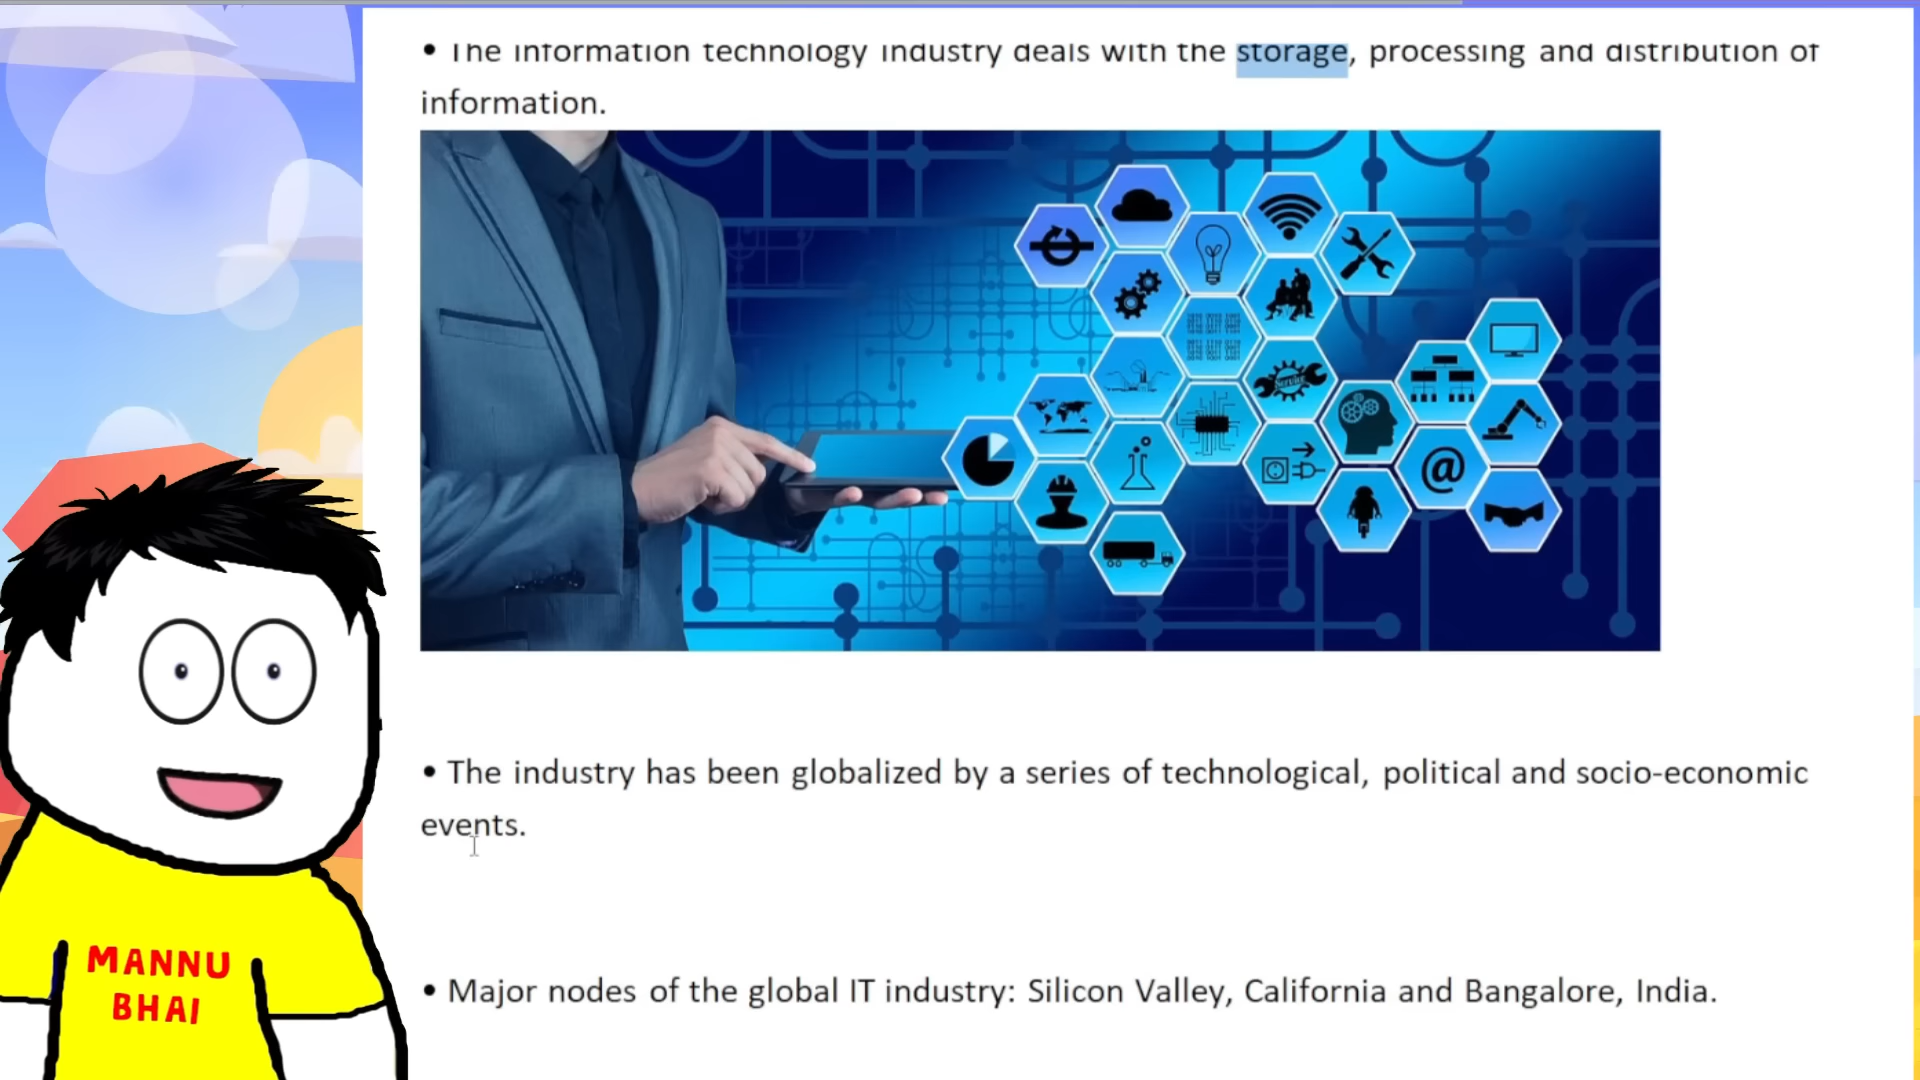 • The information technology industry deals with the storage, processing and distribution of
information.
Service
@
• The industry has been globalized by a series of technological, political and socio-economic
events.
• Major nodes of the global IT industry: Silicon Valley, California and Bangalore, India.
MANNU
BHAI